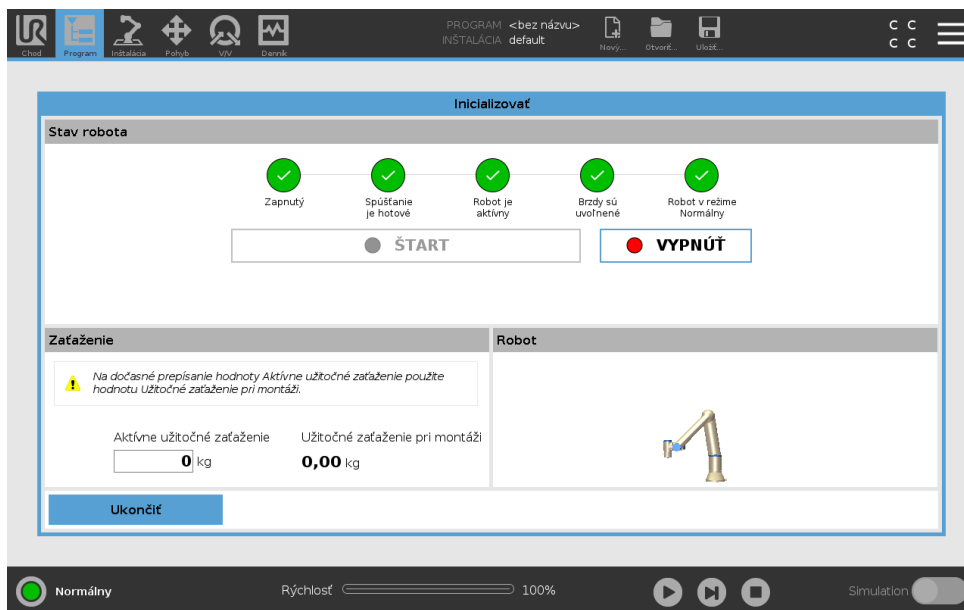 PROGRAM <bez názvu>
INŠTALÁCIA default
C C
C C
Chod
Program
Inštalácia
Pohyb
V/V
Denník
Nový...
Otvoriť...
Uložiť...
Inicializovať
Stav robota
Zapnutý
Spúšťanie
je hotové
Robot je
aktívny
Brzdy sú
uvoľnené
Robot v režime
Normálny
ŠTART
VYPNÚŤ
Zaťaženie
Robot
Na dočasné prepísanie hodnoty Aktívne užitočné zaťaženie použite
hodnotu Užitočné zaťaženie pri montáži.
Aktívne užitočné zaťaženie
Užitočné zaťaženie pri montáži
0 kg
0,00 kg
Ukončiť
Normálny
Rýchlosť
100%
Simulation